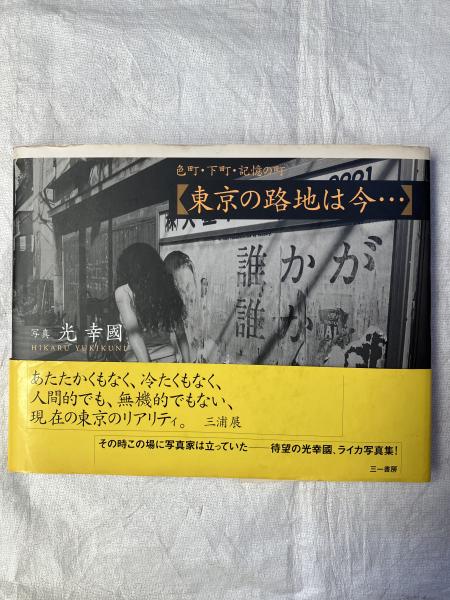 色町・下町・記憶の町
【東京の路地は今…】
誰かが
誰か
写真 光 幸國
HIKARU YUKIKUNI
あたたかくもなく、冷たくもなく、
人間的でも、無機的でもない、
現在の東京のリアリティ。 三浦展
その時この場に写真家は立っていた――待望の光幸國、ライカ写真集!
三一書房